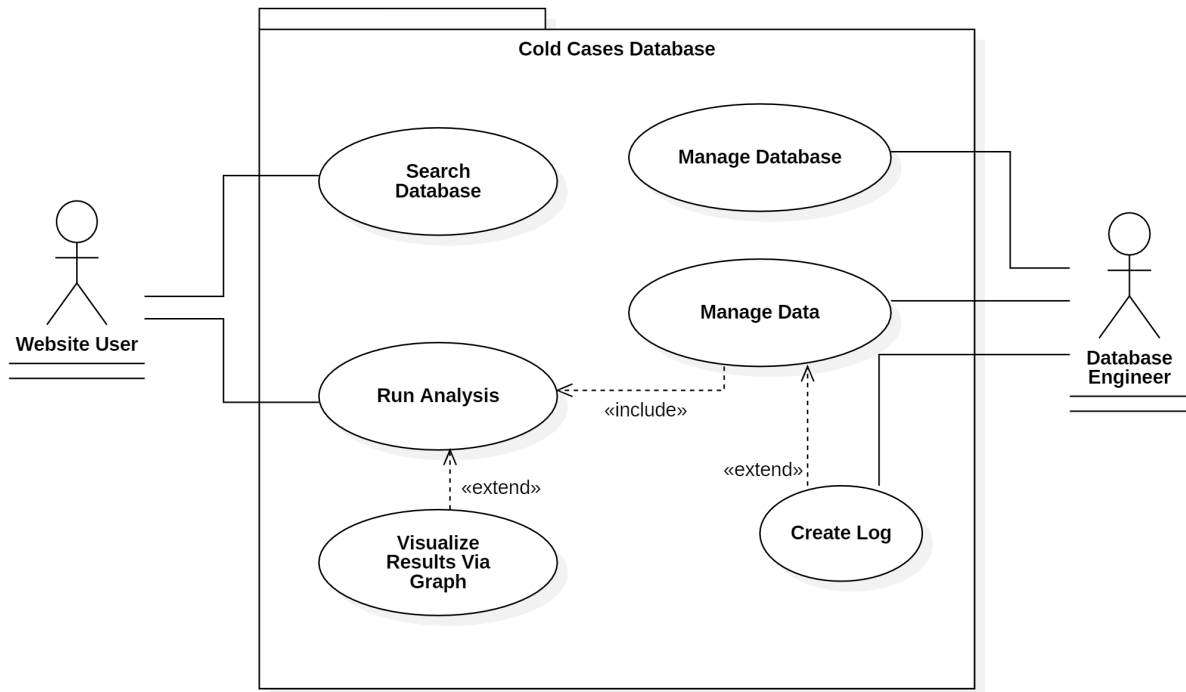 Cold Cases Database
Search
Database
Manage Database
Website User
Manage Data
Database
Engineer
Run Analysis
«include»
«extend»
«extend»
Visualize
Results Via
Graph
Create Log